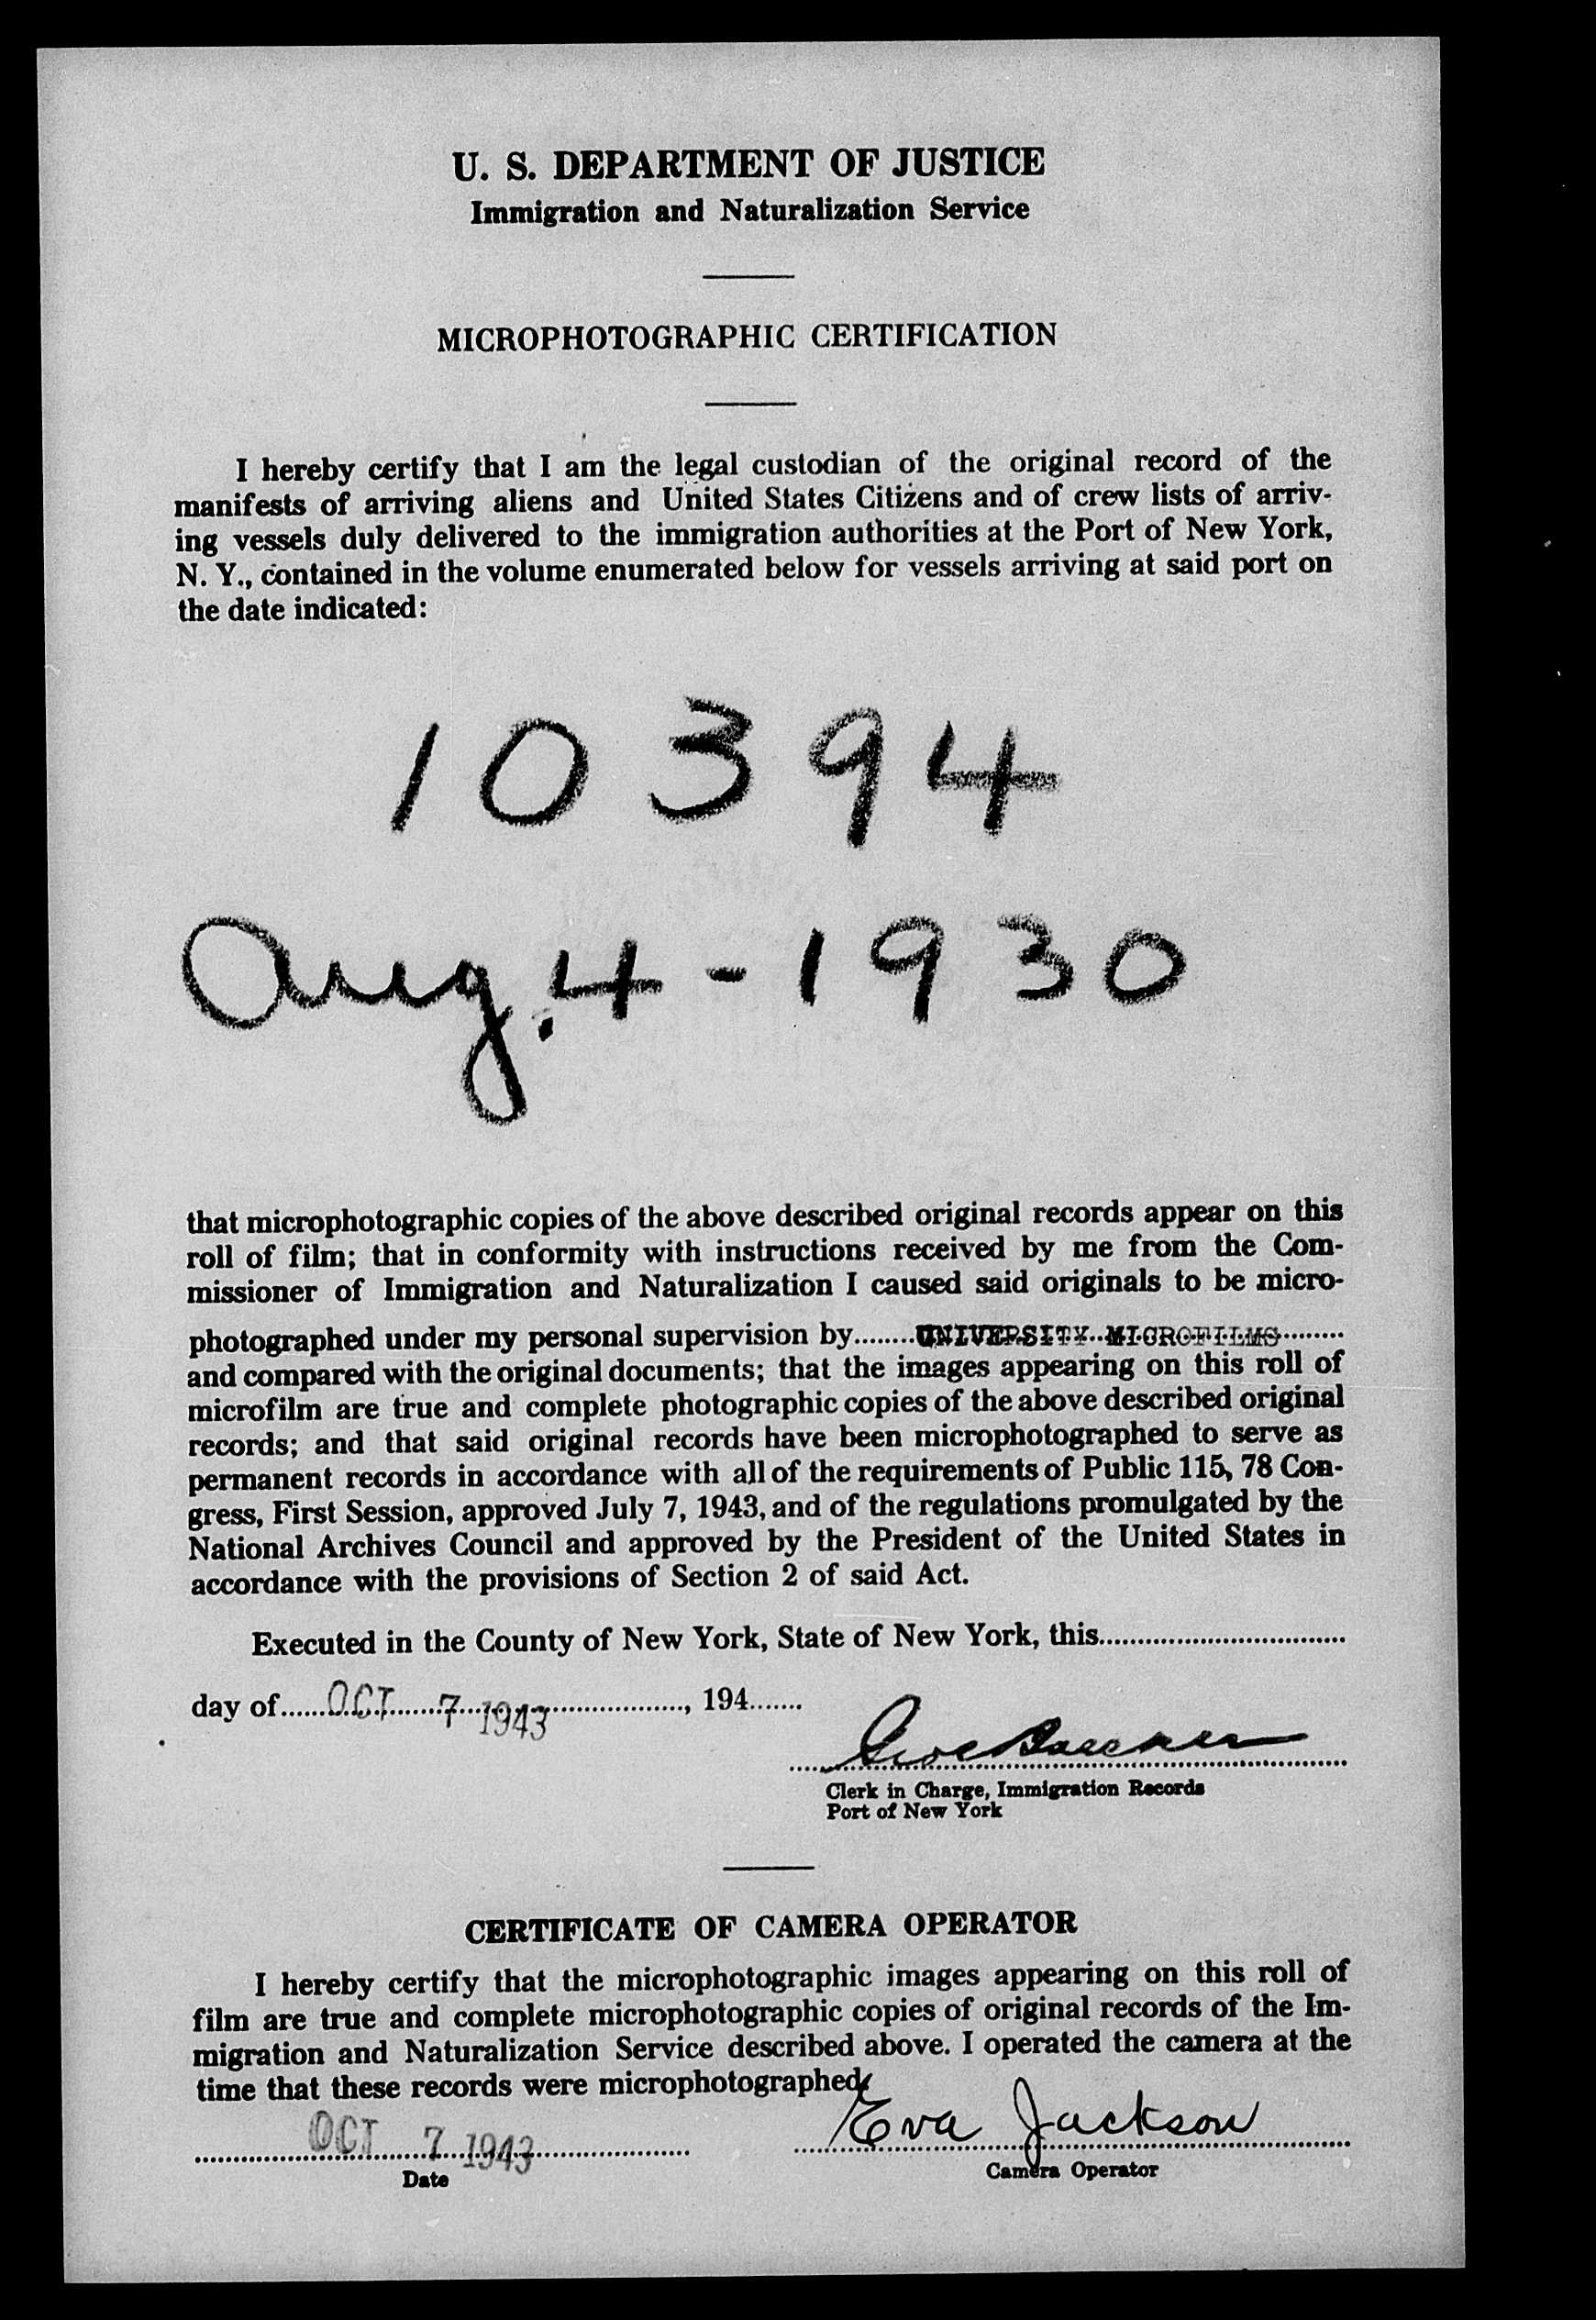 U. S. DEPARTMENT OF JUSTICE
Immigration and Naturalization Service
MICROPHOTOGRAPHIC CERTIFICATION
I hereby certify that I am the legal custodian of the original record of the
manifests of arriving aliens and United States Citizens and of crew lists of arriv-
ing vessels duly delivered to the immigration authorities at the Port of New York,
N. Y., contained in the volume enumerated below for vessels arriving at said port on
the date indicated:
10394
Aug. 4 - 1930
that microphotographic copies of the above described original records appear on this
roll of film; that in conformity with instructions received by me from the Com-
missioner of Immigration and Naturalization I caused said originals to be micro-
photographed under my personal supervision by........UNIVERSITY MICROFILMS........
and compared with the original documents; that the images appearing on this roll of
microfilm are true and complete photographic copies of the above described original
records; and that said original records have been microphotographed to serve as
permanent records in accordance with all of the requirements of Public 115, 78 Con-
gress, First Session, approved July 7, 1943, and of the regulations promulgated by the
National Archives Council and approved by the President of the United States in
accordance with the provisions of Section 2 of said Act.
Executed in the County of New York, State of New York, this................................
day of......OCT 7 1943..................., 194.......
Clerk in Charge, Immigration Records
Port of New York
CERTIFICATE OF CAMERA OPERATOR
I hereby certify that the microphotographic images appearing on this roll of
film are true and complete microphotographic copies of original records of the Im-
migration and Naturalization Service described above. I operated the camera at the
time that these records were microphotographed.
OCT 7 1943
Eva Jackson
Date
Camera Operator